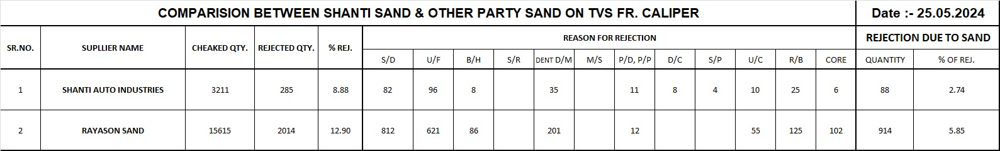 COMPARISION BETWEEN SHANTI SAND & OTHER PARTY SAND ON TVS FR. CALIPER Date :- 25.05.2024
SR.NO. SUPLLIER NAME CHEAKED QTY. REJECTED QTY. % REJ. REASON FOR REJECTION REJECTION DUE TO SAND
S/D U/F B/H S/R DENT D/M M/S P/D, P/P D/C S/P U/C R/B CORE QUANTITY % OF REJ.
1 SHANTI AUTO INDUSTRIES 3211 285 8.88 82 96 8 35 11 8 4 10 25 6 88 2.74
2 RAYASON SAND 15615 2014 12.90 812 621 86 201 12 55 125 102 914 5.85